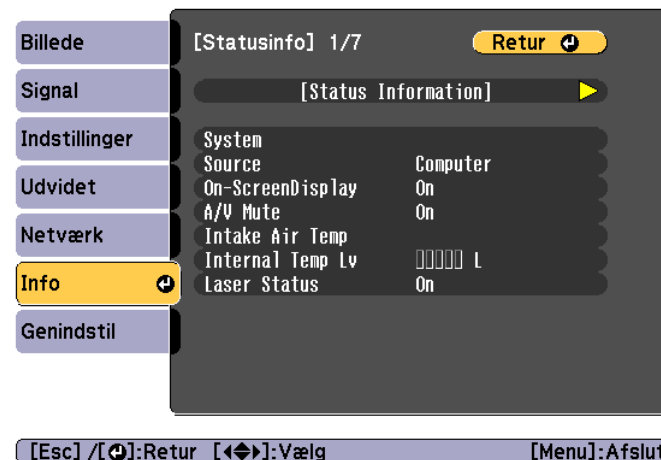 Billede
Signal
Indstillinger
Udvidet
Netværk
Info
Genindstil
[Statusinfo] 1/7 Retur
[Status Information]
System
Source Computer
On-ScreenDisplay On
A/V Mute On
Intake Air Temp
Internal Temp Lv L
Laser Status On
[Esc] /[ ]:Retur [ ]:Vælg [Menu]:Afslut